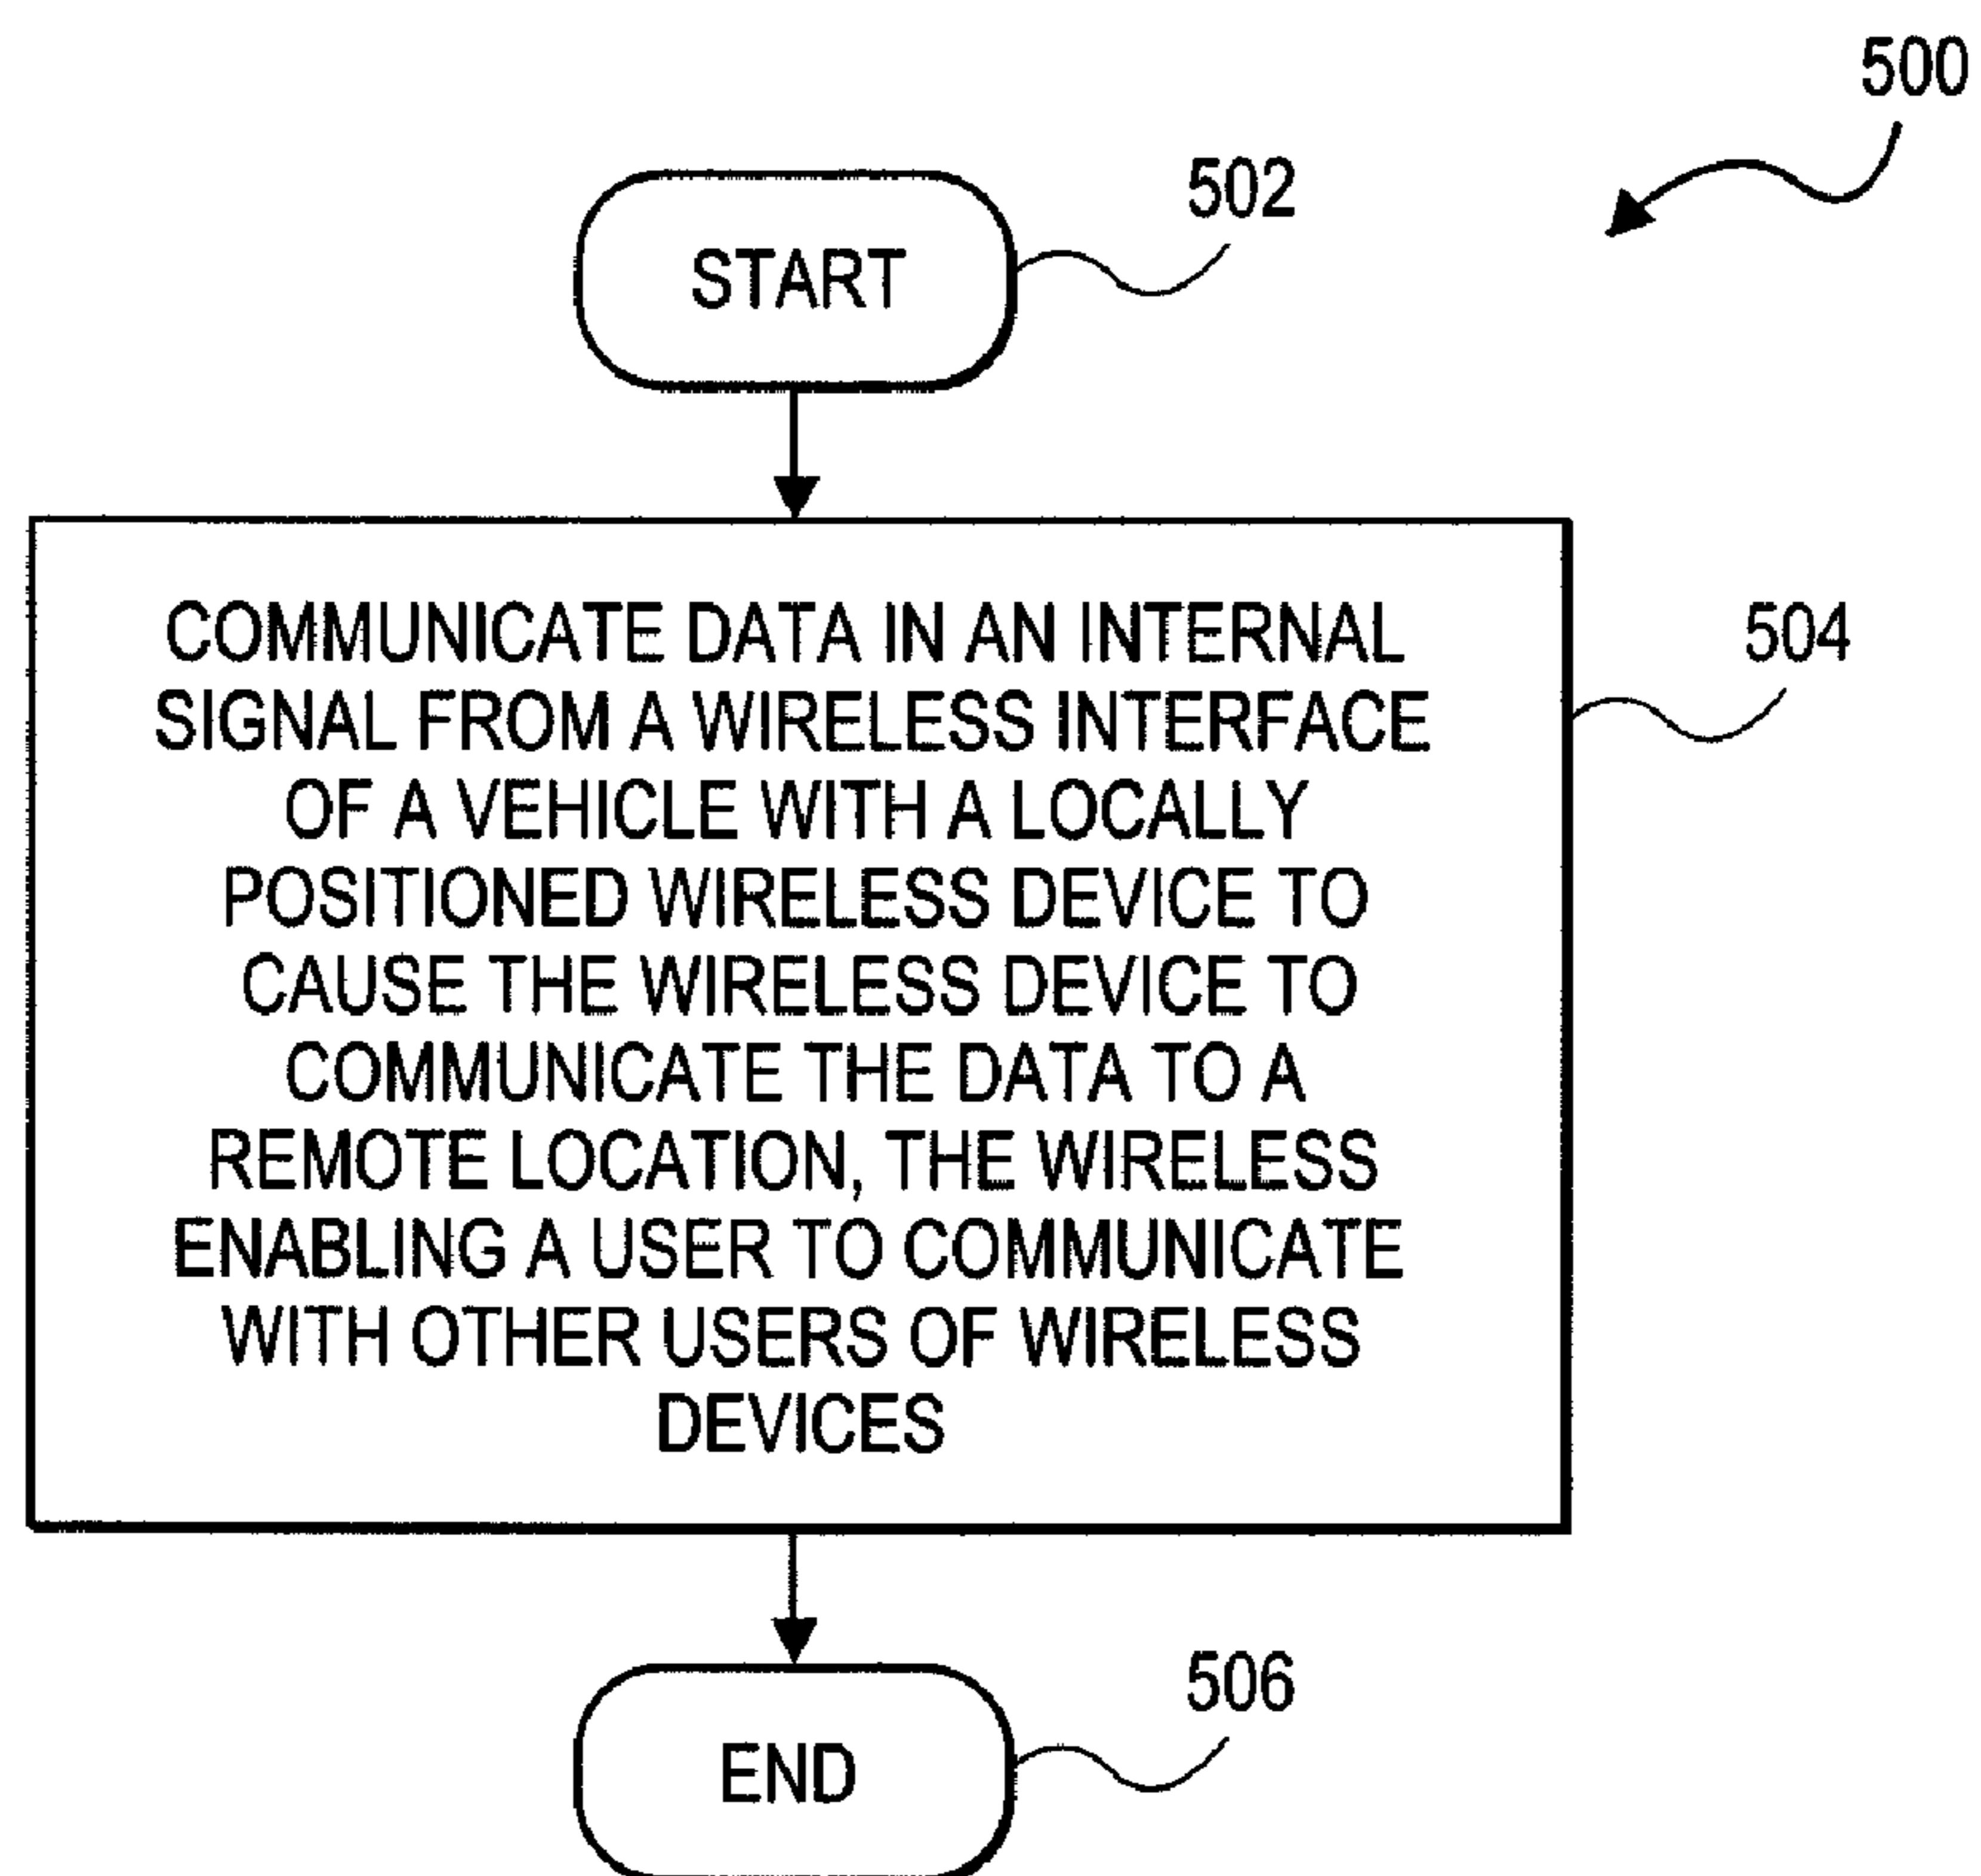 500
502
START
COMMUNICATE DATA IN AN INTERNAL
SIGNAL FROM A WIRELESS INTERFACE
OF A VEHICLE WITH A LOCALLY
POSITIONED WIRELESS DEVICE TO
CAUSE THE WIRELESS DEVICE TO
COMMUNICATE THE DATA TO A
REMOTE LOCATION, THE WIRELESS
ENABLING A USER TO COMMUNICATE
WITH OTHER USERS OF WIRELESS
DEVICES
504
506
END